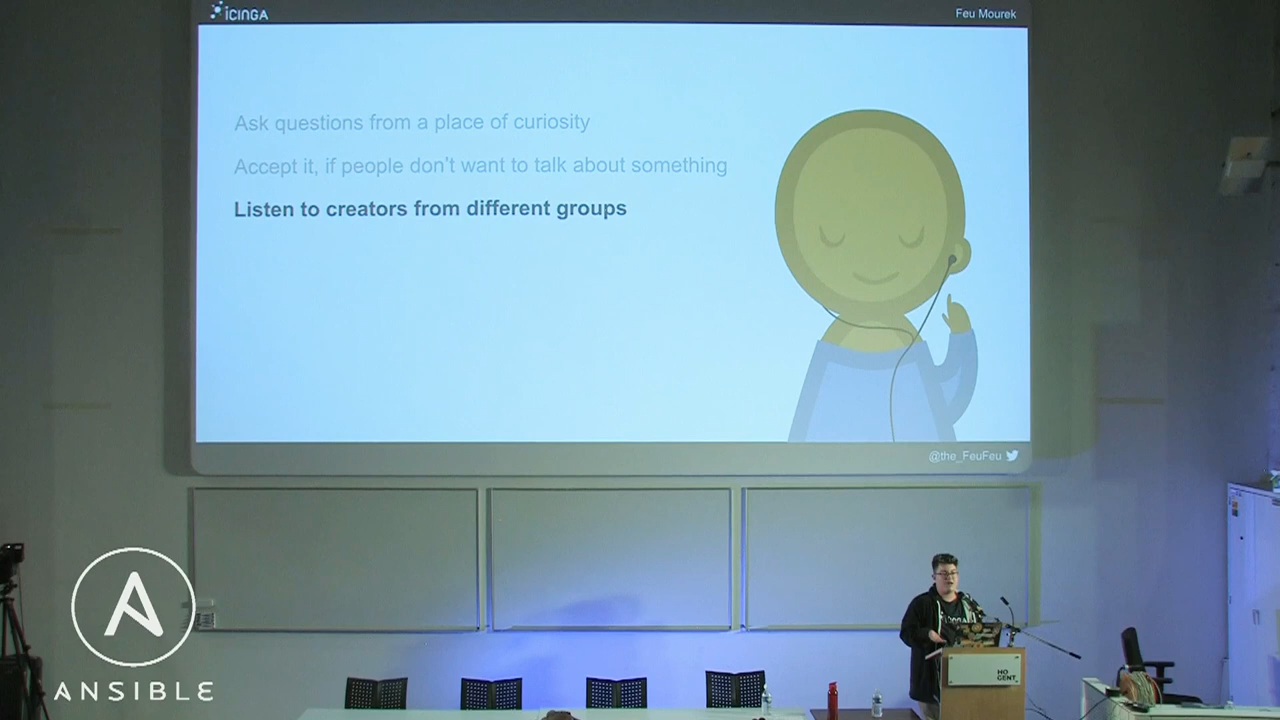 iCINGA
Feu Mourek
Ask questions from a place of curiosity
Accept it, if people don't want to talk about something
Listen to creators from different groups
@the_FeuFeu
HO
GENT
ANSIBLE